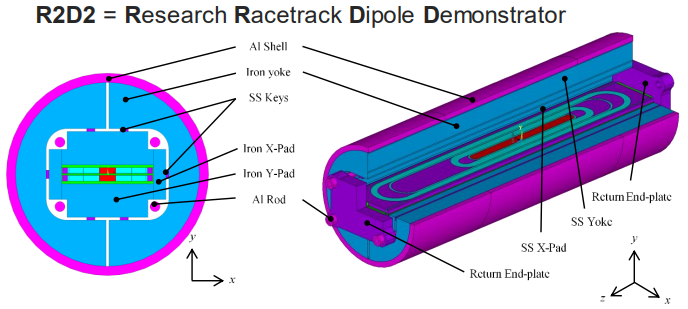 R2D2 = Research Racetrack Dipole Demonstrator
Al Shell
Iron yoke
SS Keys
Iron X-Pad
Iron Y-Pad
Al Rod
y
x
Return End-plate
SS Yoke
SS X-Pad
Return End-plate
y
z
x